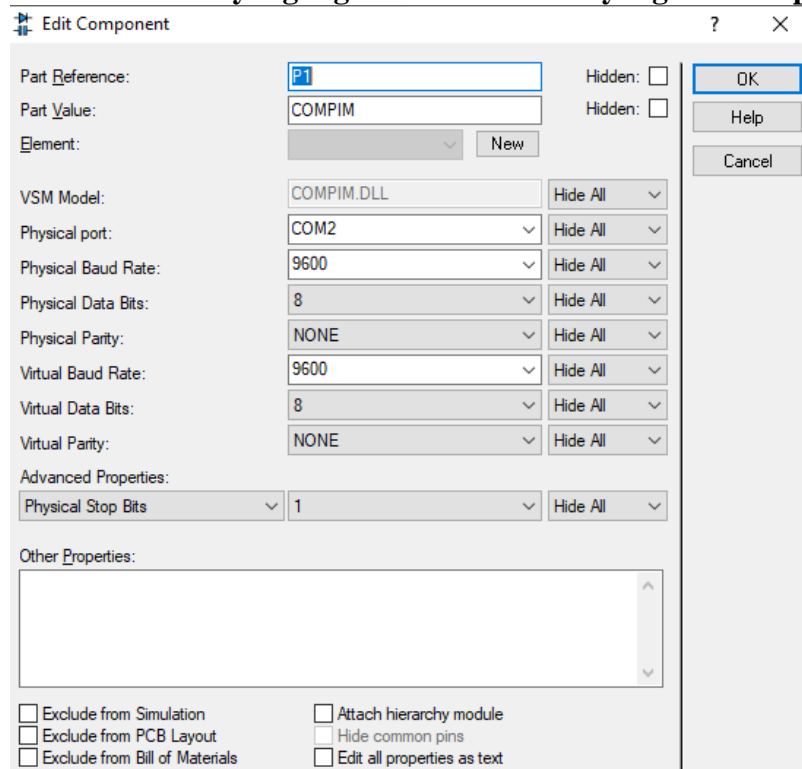 Edit Component ? ×
Part Reference: P1 Hidden: OK
Part Value: COMPIM Hidden: Help
Element: New Cancel
VSM Model: COMPIM.DLL Hide All
Physical port: COM2 Hide All
Physical Baud Rate: 9600 Hide All
Physical Data Bits: 8 Hide All
Physical Parity: NONE Hide All
Virtual Baud Rate: 9600 Hide All
Virtual Data Bits: 8 Hide All
Virtual Parity: NONE Hide All
Advanced Properties:
Physical Stop Bits 1 Hide All
Other Properties:
Exclude from Simulation Attach hierarchy module
Exclude from PCB Layout Hide common pins
Exclude from Bill of Materials Edit all properties as text